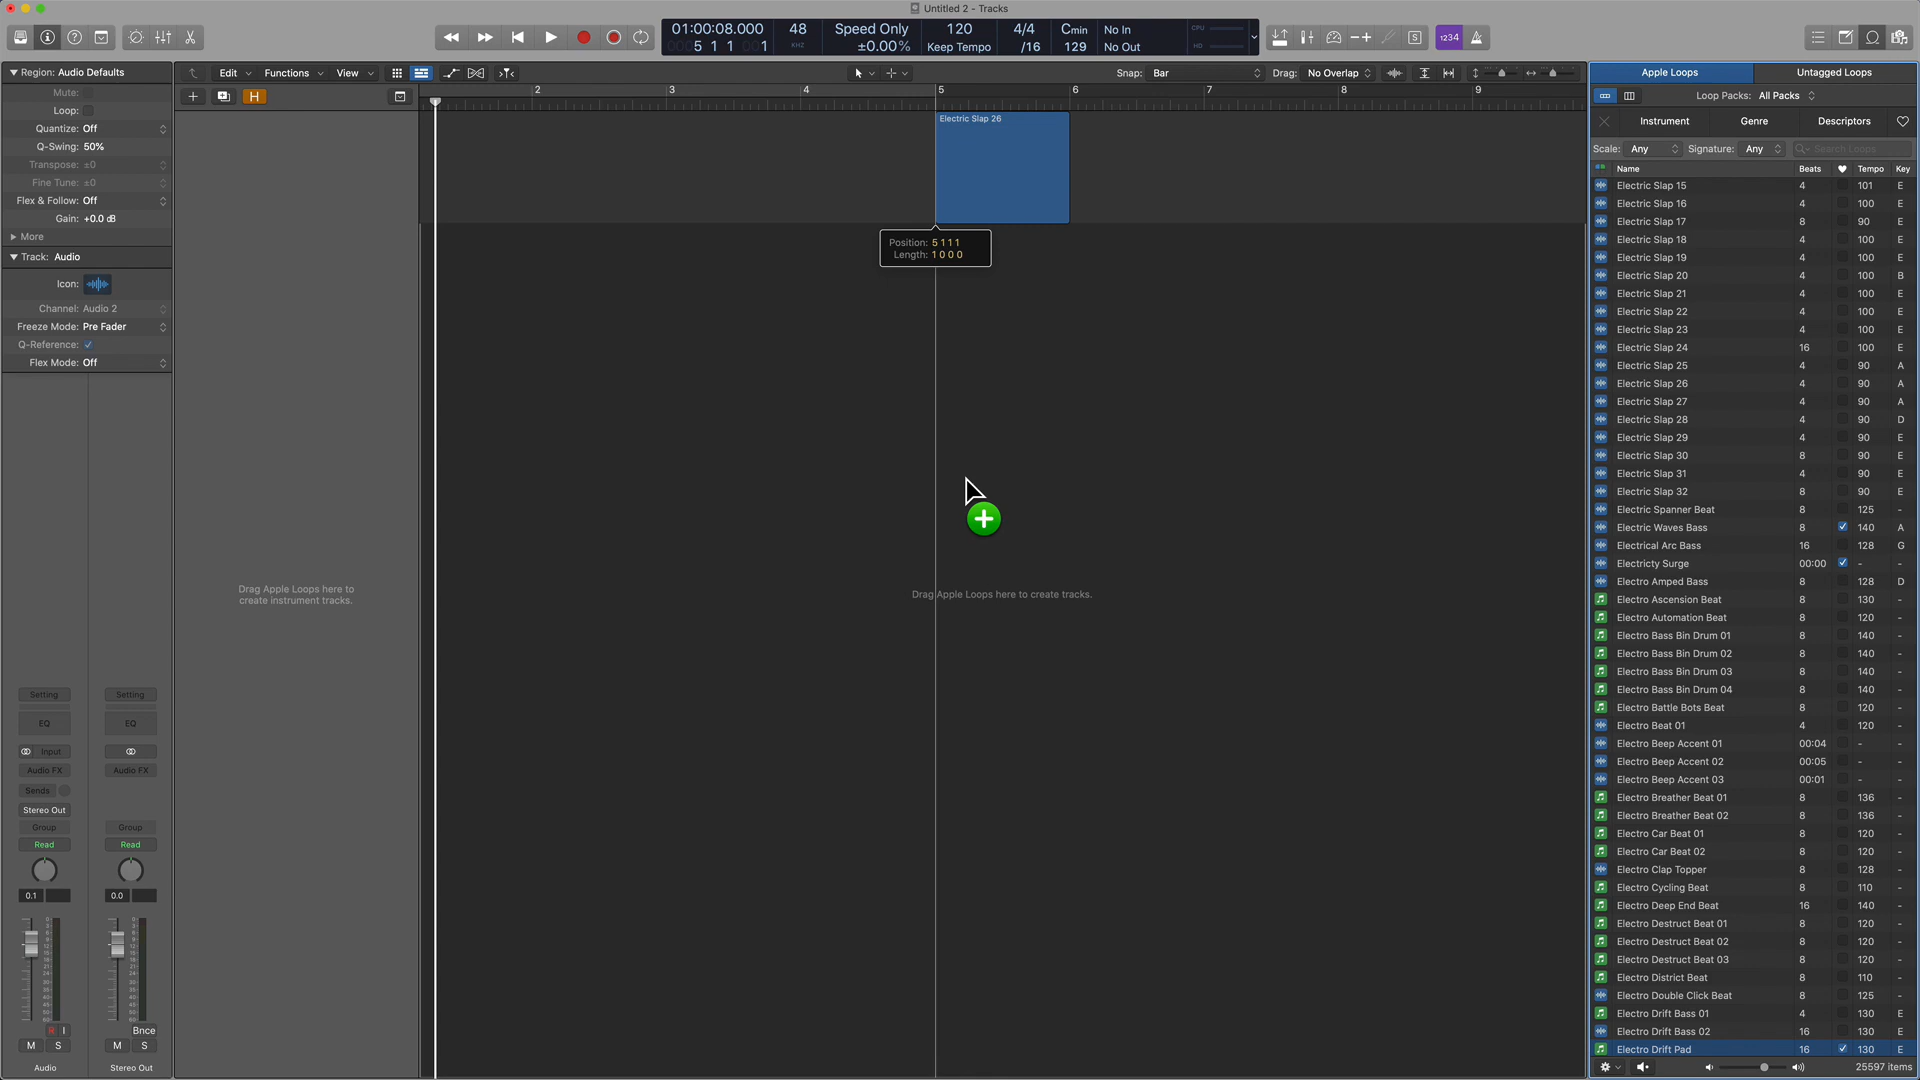 Untitled 2 - Tracks
01:00:08.000
5 1 1 1
48
KHZ
Speed Only
±0.00%
120
Keep Tempo
4/4
/16
Cmin
129
No In
No Out
CPU
HD
1234
Region: Audio Defaults
Mute:
Loop:
Quantize: Off
Q-Swing: 50%
Transpose: ±0
Fine Tune: ±0
Flex & Follow: Off
Gain: +0.0 dB
More
Track: Audio
Icon:
Channel: Audio 2
Freeze Mode: Pre Fader
Q-Reference:
Flex Mode: Off
Setting
Setting
EQ
EQ
Input
Audio FX
Audio FX
Sends
Stereo Out
Group
Group
Read
Read
0.1
0.0
R I
Bnce
M S
M S
Audio
Stereo Out
Edit
Functions
View
Snap: Bar
Drag: No Overlap
H
2 3 4 5 6 7 8 9
Electric Slap 26
Position: 5 1 1 1
Length: 1 0 0 0
Drag Apple Loops here to
create instrument tracks.
Drag Apple Loops here to create tracks.
Apple Loops
Untagged Loops
Loop Packs: All Packs
Instrument
Genre
Descriptors
Scale: Any
Signature: Any
Search Loops
Name Beats Tempo Key
Electric Slap 15 4 101 E
Electric Slap 16 4 100 E
Electric Slap 17 8 90 E
Electric Slap 18 4 100 E
Electric Slap 19 4 100 E
Electric Slap 20 4 100 B
Electric Slap 21 4 100 E
Electric Slap 22 4 100 E
Electric Slap 23 4 100 E
Electric Slap 24 16 100 E
Electric Slap 25 4 90 A
Electric Slap 26 4 90 A
Electric Slap 27 4 90 A
Electric Slap 28 4 90 D
Electric Slap 29 4 90 E
Electric Slap 30 8 90 E
Electric Slap 31 4 90 E
Electric Slap 32 8 90 E
Electric Spanner Beat 8 125 -
Electric Waves Bass 8 140 A
Electrical Arc Bass 16 128 G
Electricty Surge 00:00 - -
Electro Amped Bass 8 128 D
Electro Ascension Beat 8 130 -
Electro Automation Beat 8 120 -
Electro Bass Bin Drum 01 8 140 -
Electro Bass Bin Drum 02 8 140 -
Electro Bass Bin Drum 03 8 140 -
Electro Bass Bin Drum 04 8 140 -
Electro Battle Bots Beat 8 120 -
Electro Beat 01 4 120 -
Electro Beep Accent 01 00:04 - -
Electro Beep Accent 02 00:05 - -
Electro Beep Accent 03 00:01 - -
Electro Breather Beat 01 8 136 -
Electro Breather Beat 02 8 136 -
Electro Car Beat 01 8 120 -
Electro Car Beat 02 8 120 -
Electro Clap Topper 8 128 -
Electro Cycling Beat 8 110 -
Electro Deep End Beat 16 140 -
Electro Destruct Beat 01 8 120 -
Electro Destruct Beat 02 8 120 -
Electro Destruct Beat 03 8 120 -
Electro District Beat 8 110 -
Electro Double Click Beat 8 125 -
Electro Drift Bass 01 4 130 E
Electro Drift Bass 02 16 130 E
Electro Drift Pad 16 130 E
25597 items